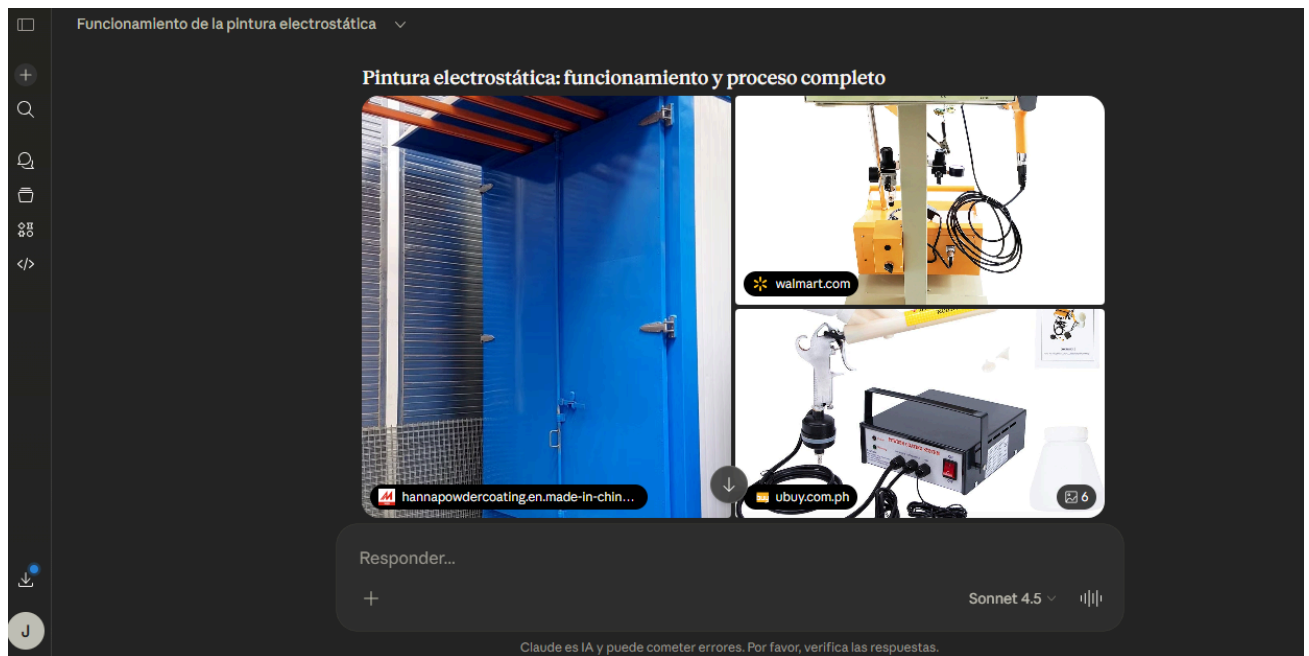 Funcionamiento de la pintura electrostática
Pintura electrostática: funcionamiento y proceso completo
walmart.com
hannapowdercoating.en.made-in-chin...
ubuy.com.ph
6
Responder...
Sonnet 4.5
J
Claude es IA y puede cometer errores. Por favor, verifica las respuestas.